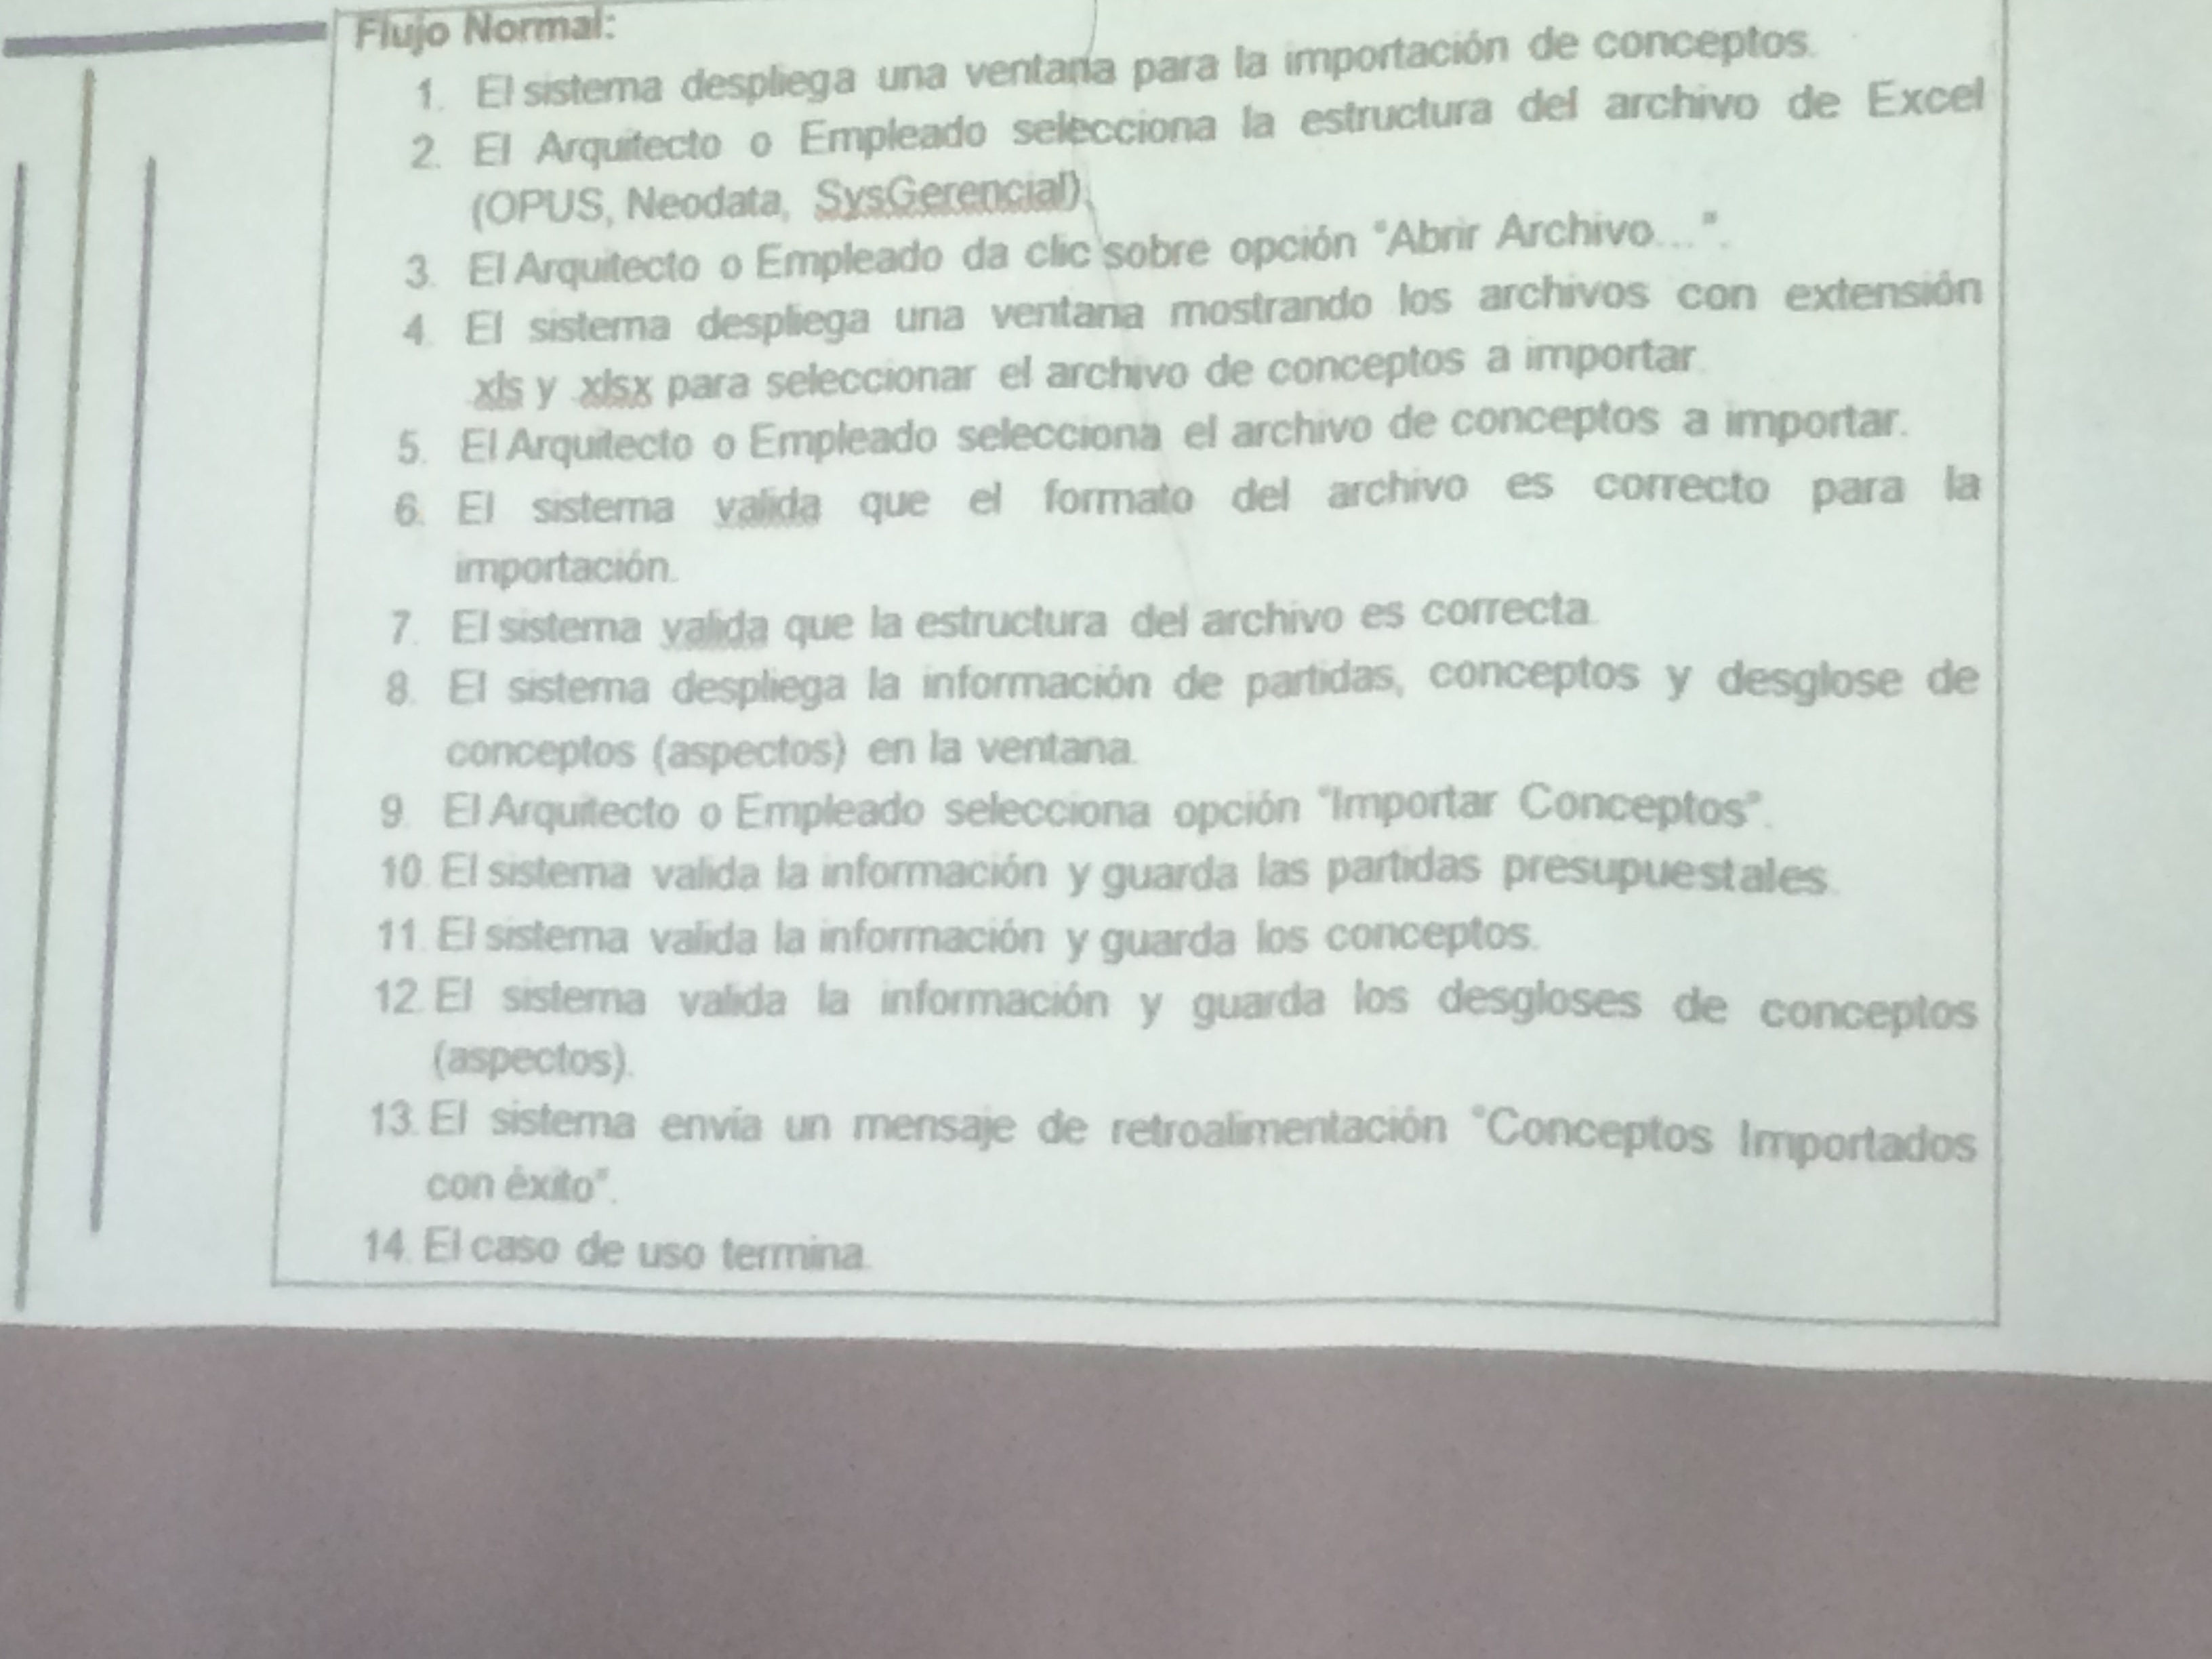 Flujo Normal:
1. El sistema despliega una ventana para la importación de conceptos.
2. El Arquitecto o Empleado selecciona la estructura del archivo de Excel
(OPUS, Neodata, SysGerencial).
3. El Arquitecto o Empleado da clic sobre opción "Abrir Archivo...".
4. El sistema despliega una ventana mostrando los archivos con extensión
xls y xlsx para seleccionar el archivo de conceptos a importar.
5. El Arquitecto o Empleado selecciona el archivo de conceptos a importar.
6. El sistema valida que el formato del archivo es correcto para la
importación.
7. El sistema valida que la estructura del archivo es correcta.
8. El sistema despliega la información de partidas, conceptos y desglose de
conceptos (aspectos) en la ventana.
9. El Arquitecto o Empleado selecciona opción "Importar Conceptos".
10. El sistema valida la información y guarda las partidas presupuestales.
11. El sistema valida la información y guarda los conceptos.
12. El sistema valida la información y guarda los desgloses de conceptos
(aspectos).
13. El sistema envía un mensaje de retroalimentación "Conceptos Importados
con éxito".
14. El caso de uso termina.